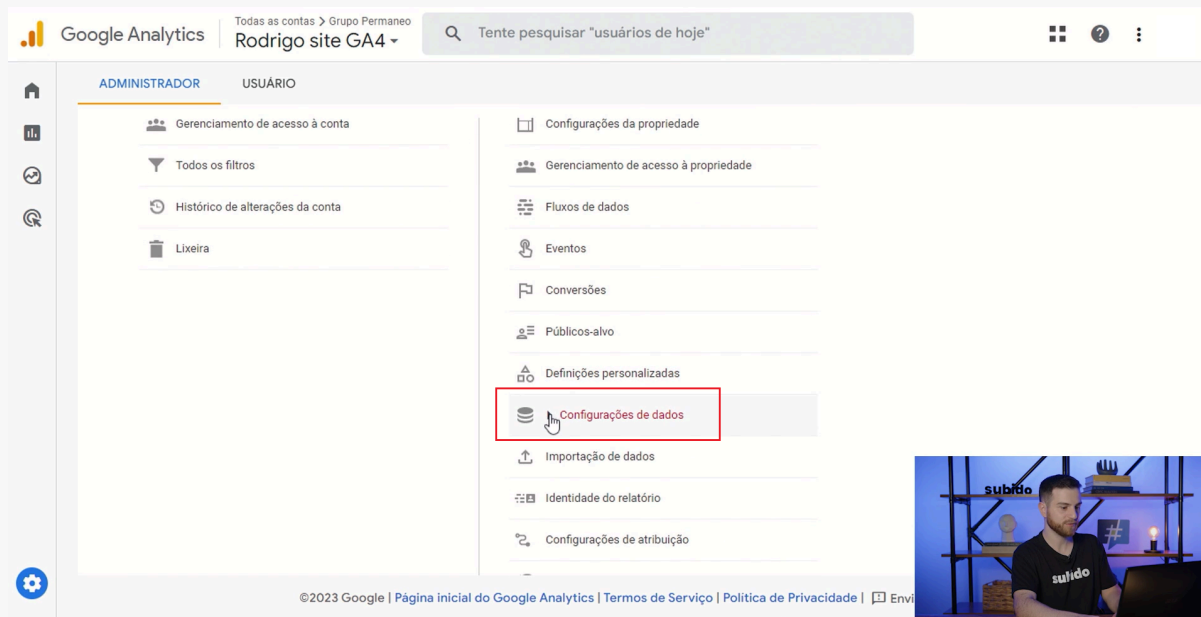 Google Analytics
Todas as contas > Grupo Permaneo
Rodrigo site GA4
Tente pesquisar "usuários de hoje"
ADMINISTRADOR
USUÁRIO
Gerenciamento de acesso à conta
Todos os filtros
Histórico de alterações da conta
Lixeira
Configurações da propriedade
Gerenciamento de acesso à propriedade
Fluxos de dados
Eventos
Conversões
Públicos-alvo
Definições personalizadas
Configurações de dados
Importação de dados
Identidade do relatório
Configurações de atribuição
©2023 Google | Página inicial do Google Analytics | Termos de Serviço | Política de Privacidade | Envi
subido
#
subido